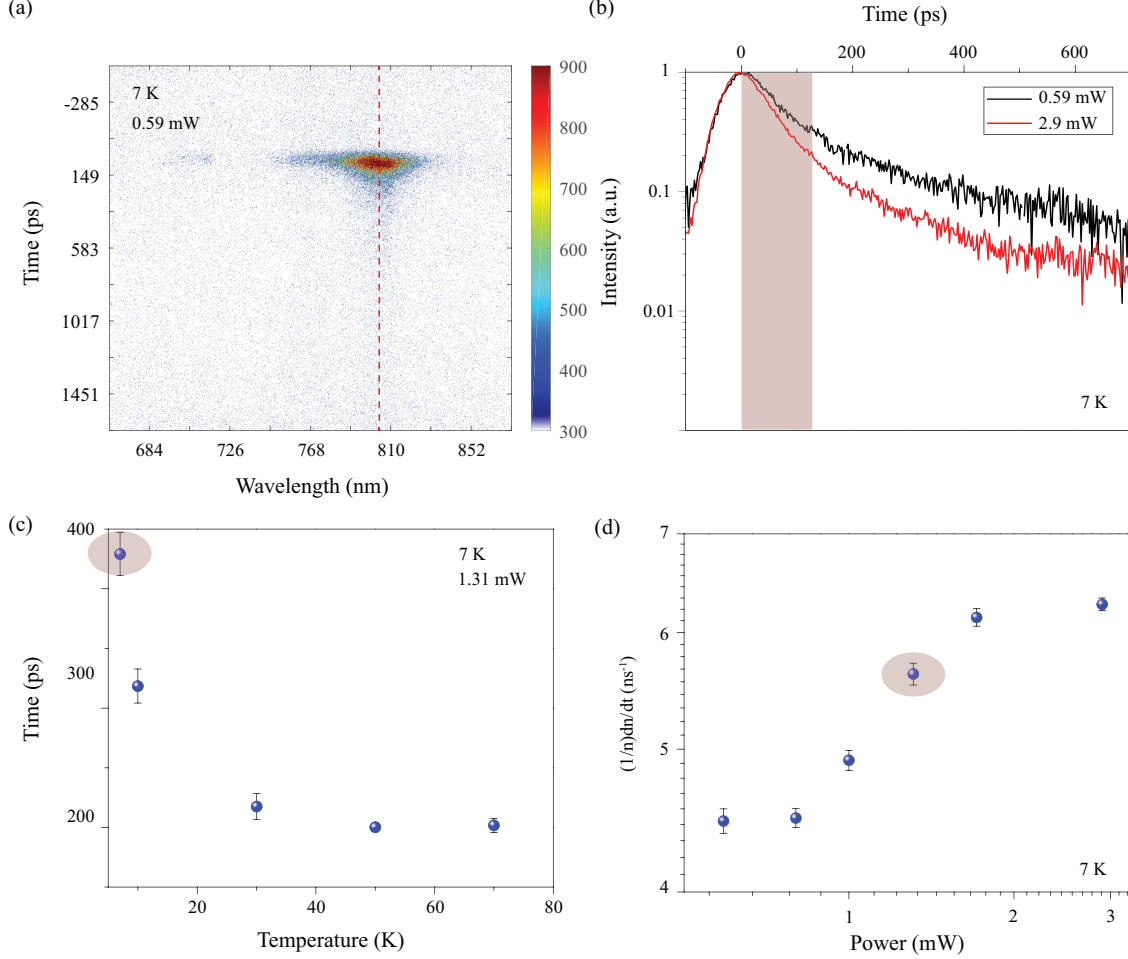 (a)
7 K
0.59 mW
-285
149
583
1017
1451
Time (ps)
684 726 768 810 852
Wavelength (nm)
900
800
700
600
500
400
300
Intensity (a.u.)
(b)
Time (ps)
0 200 400 600
1
0.1
0.01
0.59 mW
2.9 mW
7 K
(c)
400
300
200
Time (ps)
7 K
1.31 mW
20 40 60 80
Temperature (K)
(d)
7
6
5
4
(1/n)dn/dt (ns⁻¹)
7 K
1 2 3
Power (mW)